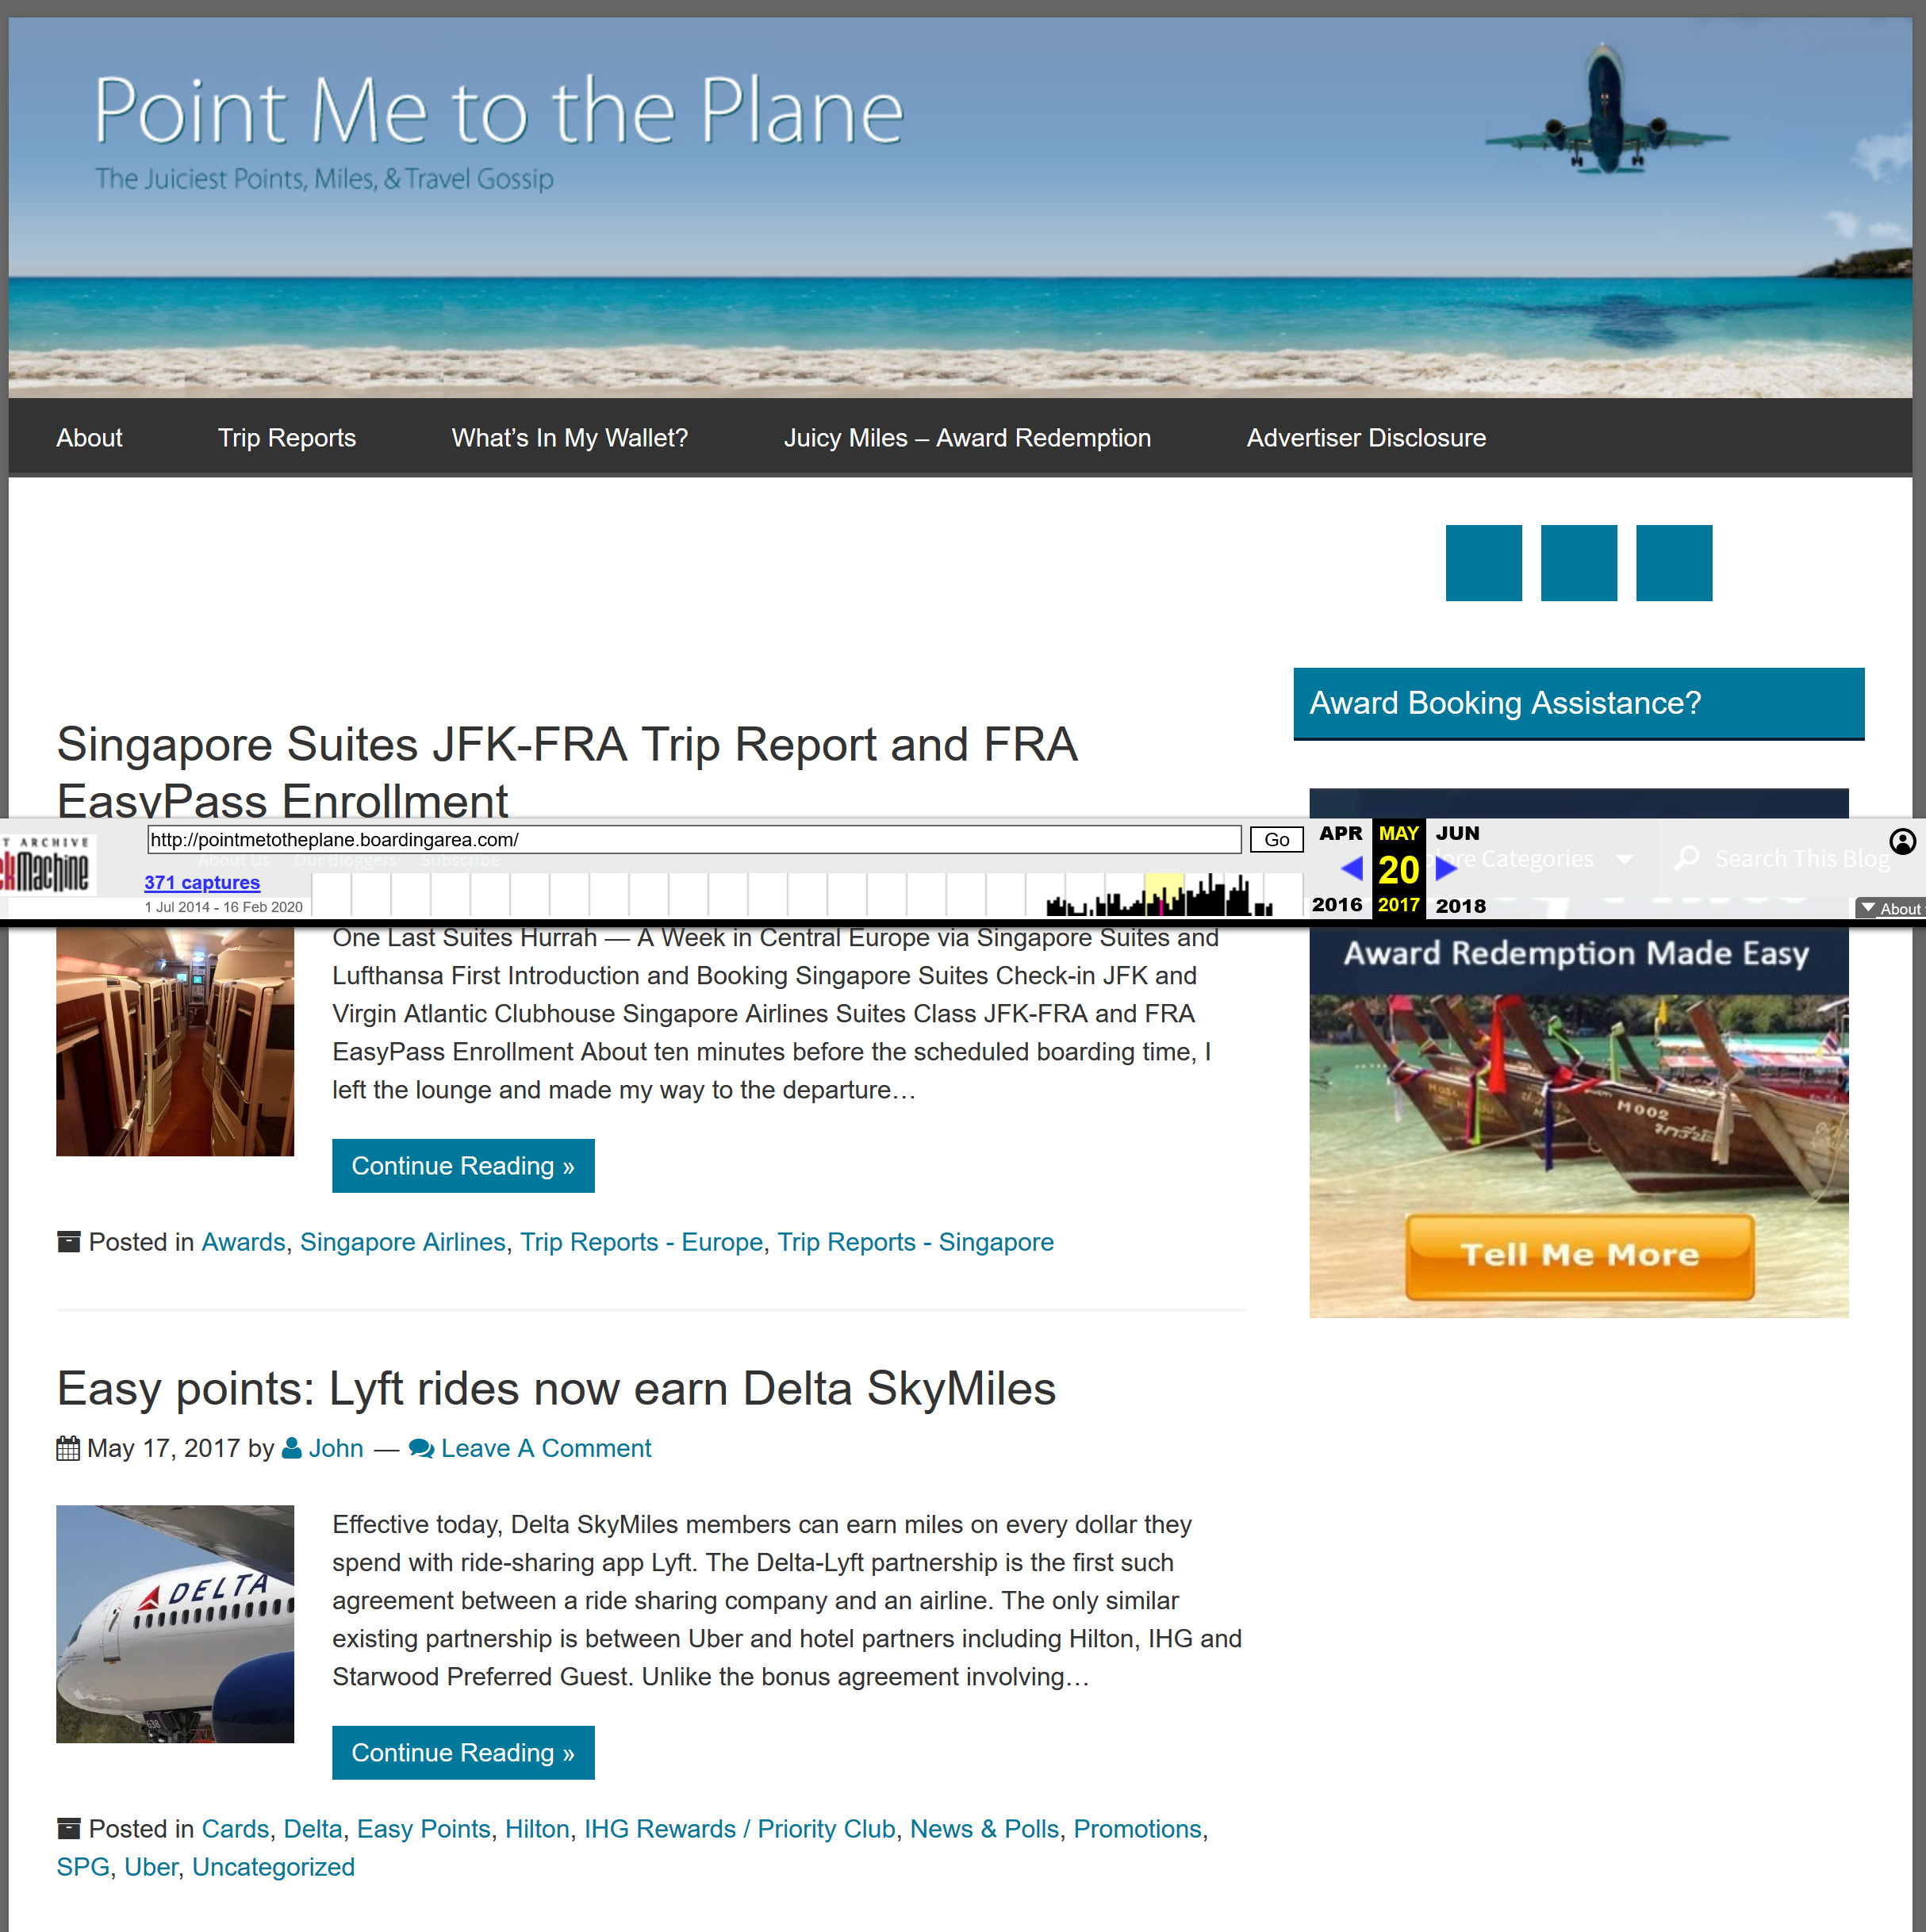 Point Me to the Plane
The Juiciest Points, Miles, & Travel Gossip
About Trip Reports What’s In My Wallet? Juicy Miles – Award Redemption Advertiser Disclosure
Award Booking Assistance?
Singapore Suites JFK-FRA Trip Report and FRA
EasyPass Enrollment
http://pointmetotheplane.boardingarea.com/ Go
APR MAY JUN
About Us Our Bloggers Subscribe
20
Categories Search This Blog
371 captures
1 Jul 2014 - 16 Feb 2020
2016 2017 2018
About
ARCHIVE
Machine
One Last Suites Hurrah — A Week in Central Europe via Singapore Suites and
Lufthansa First Introduction and Booking Singapore Suites Check-in JFK and
Virgin Atlantic Clubhouse Singapore Airlines Suites Class JFK-FRA and FRA
EasyPass Enrollment About ten minutes before the scheduled boarding time, I
left the lounge and made my way to the departure…
Continue Reading »
Posted in Awards, Singapore Airlines, Trip Reports - Europe, Trip Reports - Singapore
Award Redemption Made Easy
M002
Tell Me More
Easy points: Lyft rides now earn Delta SkyMiles
May 17, 2017 by John — Leave A Comment
DELTA
Effective today, Delta SkyMiles members can earn miles on every dollar they
spend with ride-sharing app Lyft. The Delta-Lyft partnership is the first such
agreement between a ride sharing company and an airline. The only similar
existing partnership is between Uber and hotel partners including Hilton, IHG and
Starwood Preferred Guest. Unlike the bonus agreement involving…
Continue Reading »
Posted in Cards, Delta, Easy Points, Hilton, IHG Rewards / Priority Club, News & Polls, Promotions,
SPG, Uber, Uncategorized